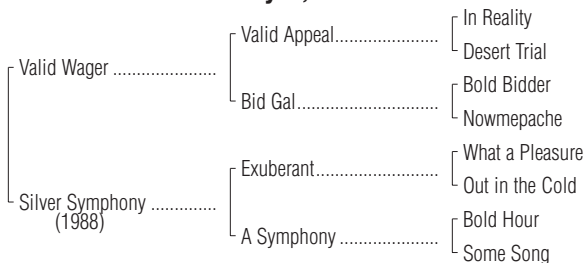 In Reality
Valid Appeal........................
Desert Trial
Valid Wager ........................
Bold Bidder
Bid Gal.................................
Nowmepache
What a Pleasure
Exuberant............................
Out in the Cold
Silver Symphony ...............
(1988)
Bold Hour
A Symphony .......................
Some Song